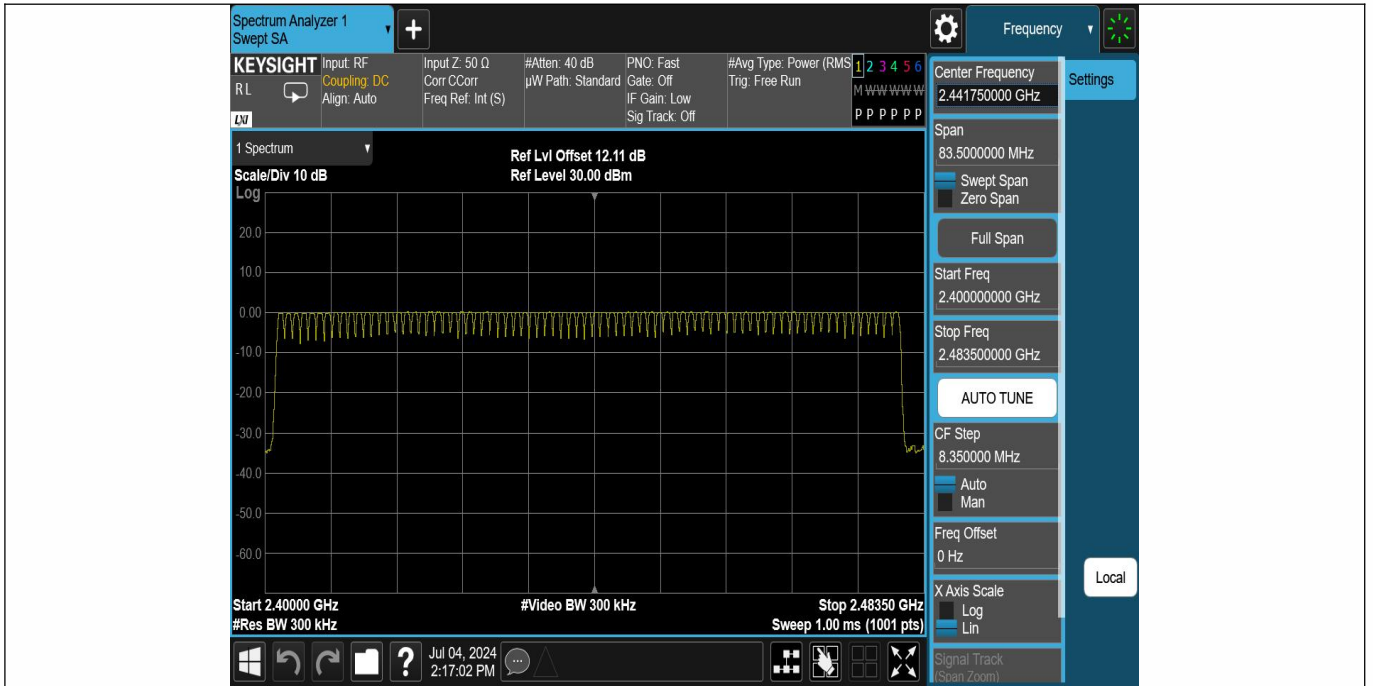 Spectrum Analyzer 1
Swept SA
+
Frequency
KEYSIGHT
RL
LXI
Input: RF
Coupling: DC
Align: Auto
Input Z: 50 Ω
Corr CCorr
Freq Ref: Int (S)
#Atten: 40 dB
µW Path: Standard
PNO: Fast
Gate: Off
IF Gain: Low
Sig Track: Off
#Avg Type: Power (RMS
Trig: Free Run
1 2 3 4 5 6
M W W W W W
P P P P P P
1 Spectrum
Scale/Div 10 dB
Ref Lvl Offset 12.11 dB
Ref Level 30.00 dBm
Log
20.0
10.0
0.00
-10.0
-20.0
-30.0
-40.0
-50.0
-60.0
Start 2.40000 GHz
#Video BW 300 kHz
Stop 2.48350 GHz
#Res BW 300 kHz
Sweep 1.00 ms (1001 pts)
Center Frequency
2.441750000 GHz
Settings
Span
83.5000000 MHz
Swept Span
Zero Span
Full Span
Start Freq
2.400000000 GHz
Stop Freq
2.483500000 GHz
AUTO TUNE
CF Step
8.350000 MHz
Auto
Man
Freq Offset
0 Hz
X Axis Scale
Log
Lin
Local
Signal Track
(Span Zoom)
?
Jul 04, 2024
2:17:02 PM